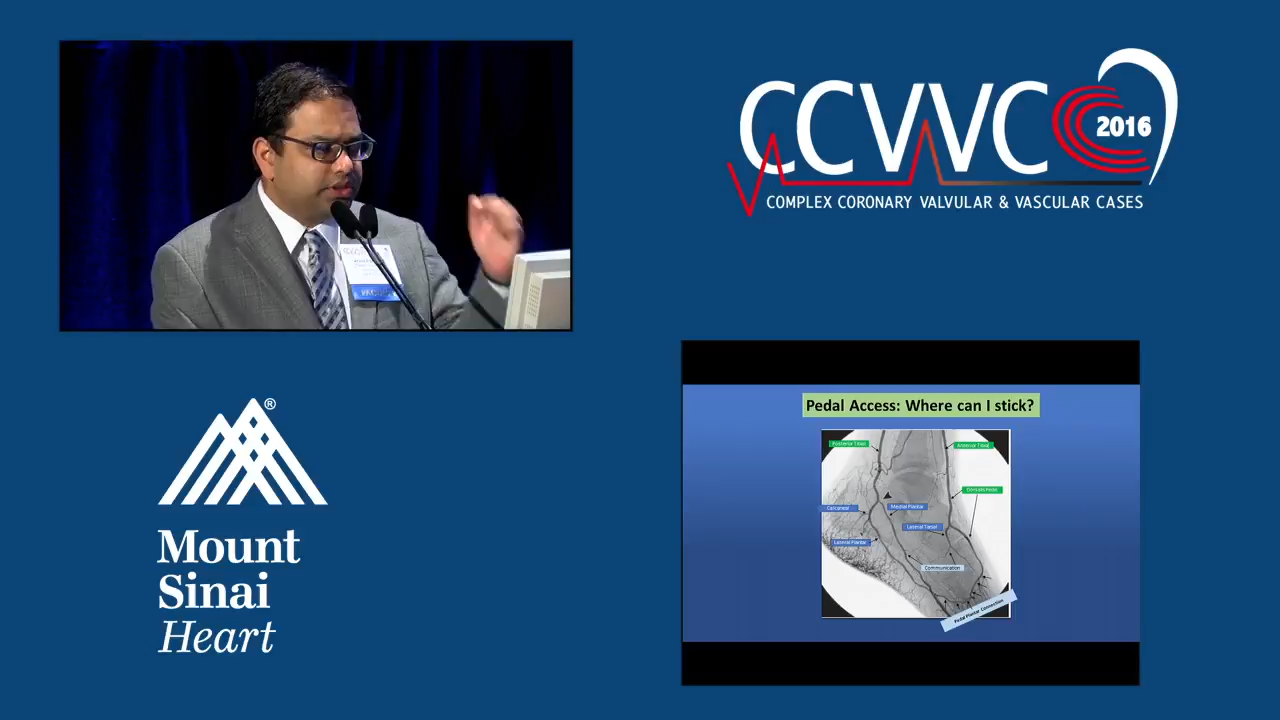 CCVVC
2016
COMPLEX CORONARY VALVULAR & VASCULAR CASES
Mount
Sinai
Heart
®
Pedal Access: Where can I stick?
Posterior Tibial
Anterior Tibial
Dorsalis Pedis
Calcaneal
Medial Plantar
Lateral Tarsal
Lateral Plantar
Communication
Pedal Plantar Connection